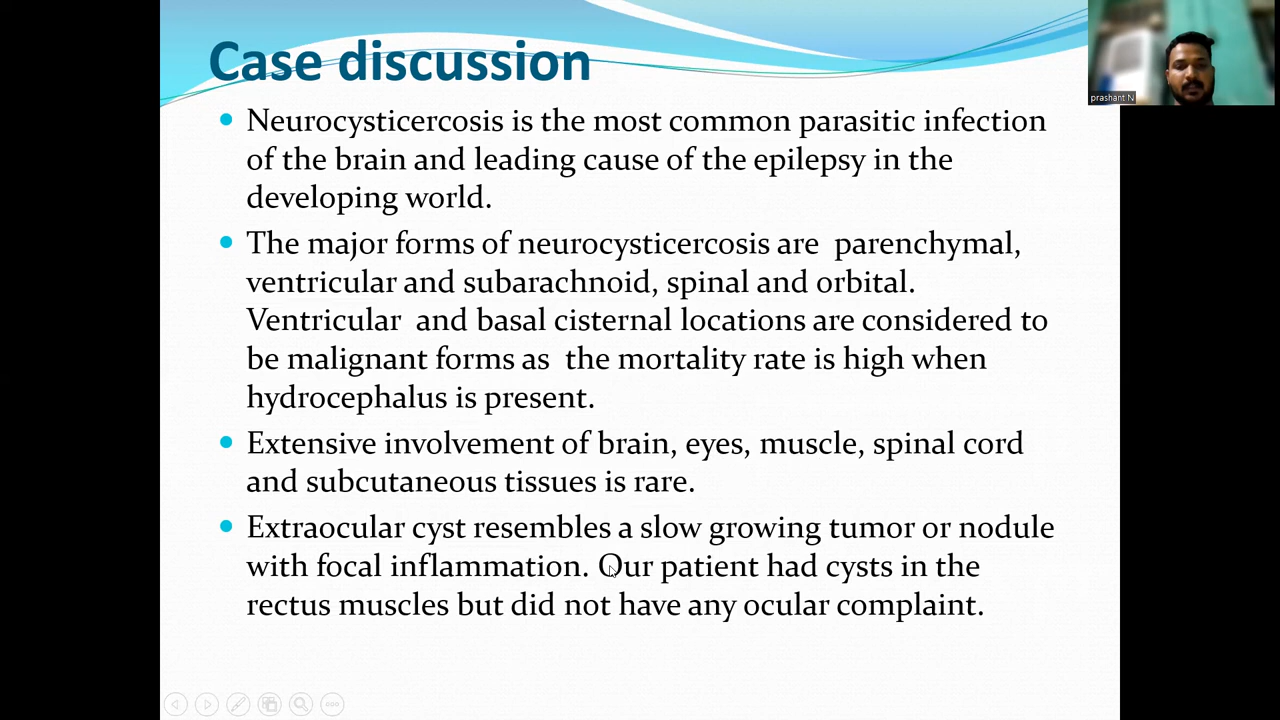 Case discussion
prashant N
Neurocysticercosis is the most common parasitic infection
of the brain and leading cause of the epilepsy in the
developing world.
The major forms of neurocysticercosis are parenchymal,
ventricular and subarachnoid, spinal and orbital.
Ventricular and basal cisternal locations are considered to
be malignant forms as the mortality rate is high when
hydrocephalus is present.
Extensive involvement of brain, eyes, muscle, spinal cord
and subcutaneous tissues is rare.
Extraocular cyst resembles a slow growing tumor or nodule
with focal inflammation. Our patient had cysts in the
rectus muscles but did not have any ocular complaint.